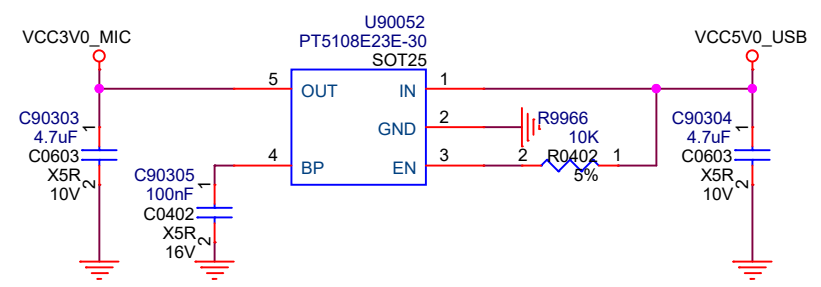 U90052
VCC3V0_MIC
PT5108E23E-30
VCC5V0_USB
SOT25
5
OUT
IN
1
C90303
1
4.7uF
C0603
X5R
10V
2
GND
2
R9966
10K
C90304
1
4.7uF
C0603
X5R
10V
2
4
BP
EN
3
2
R0402
1
5%
C90305
1
100nF
C0402
X5R
16V
2